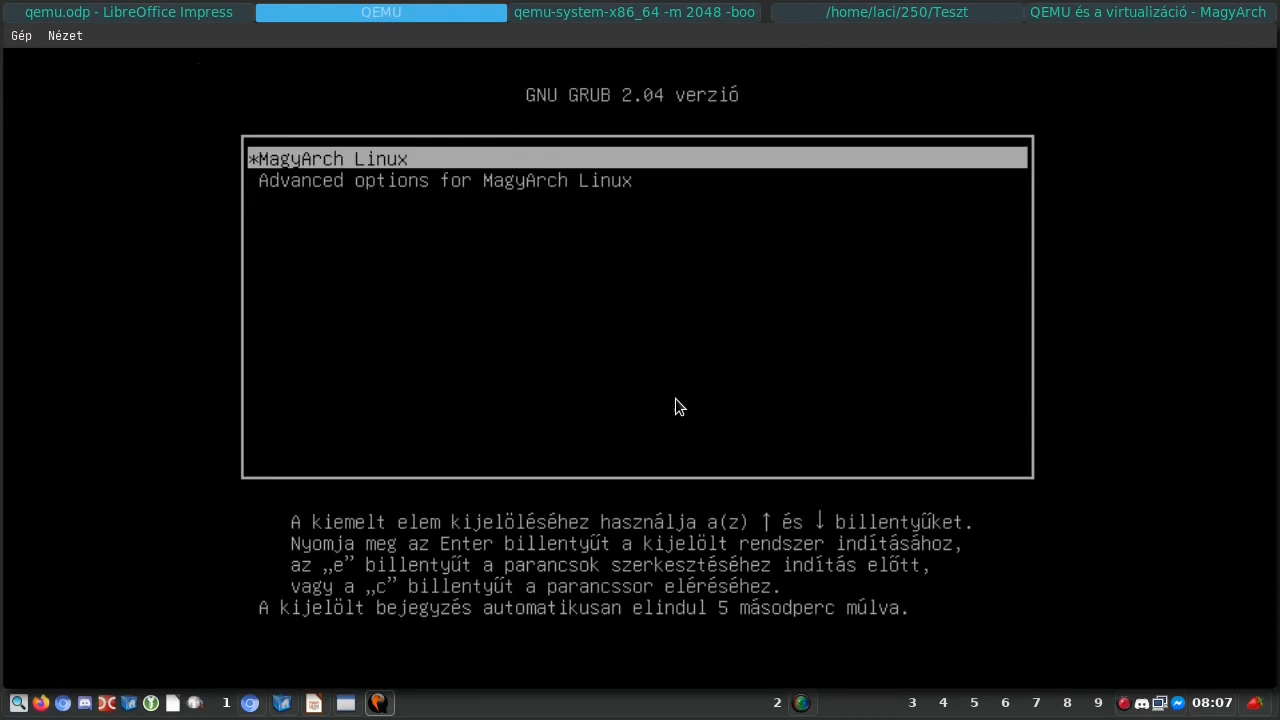 qemu.odp - LibreOffice Impress
QEMU
qemu-system-x86_64 -m 2048 -boo
/home/laci/250/Teszt
QEMU és a virtualizáció - MagyArch
Gép Nézet
GNU GRUB 2.04 verzió
*MagyArch Linux
Advanced options for MagyArch Linux
A kiemelt elem kijelöléséhez használja a(z) ↑ és ↓ billentyűket.
Nyomja meg az Enter billentyűt a kijelölt rendszer indításához,
az „e” billentyűt a parancsok szerkesztéséhez indítás előtt,
vagy a „c” billentyűt a parancssor eléréséhez.
A kijelölt bejegyzés automatikusan elindul 5 másodperc múlva.
1 2 3 4 5 6 7 8 9 08:07